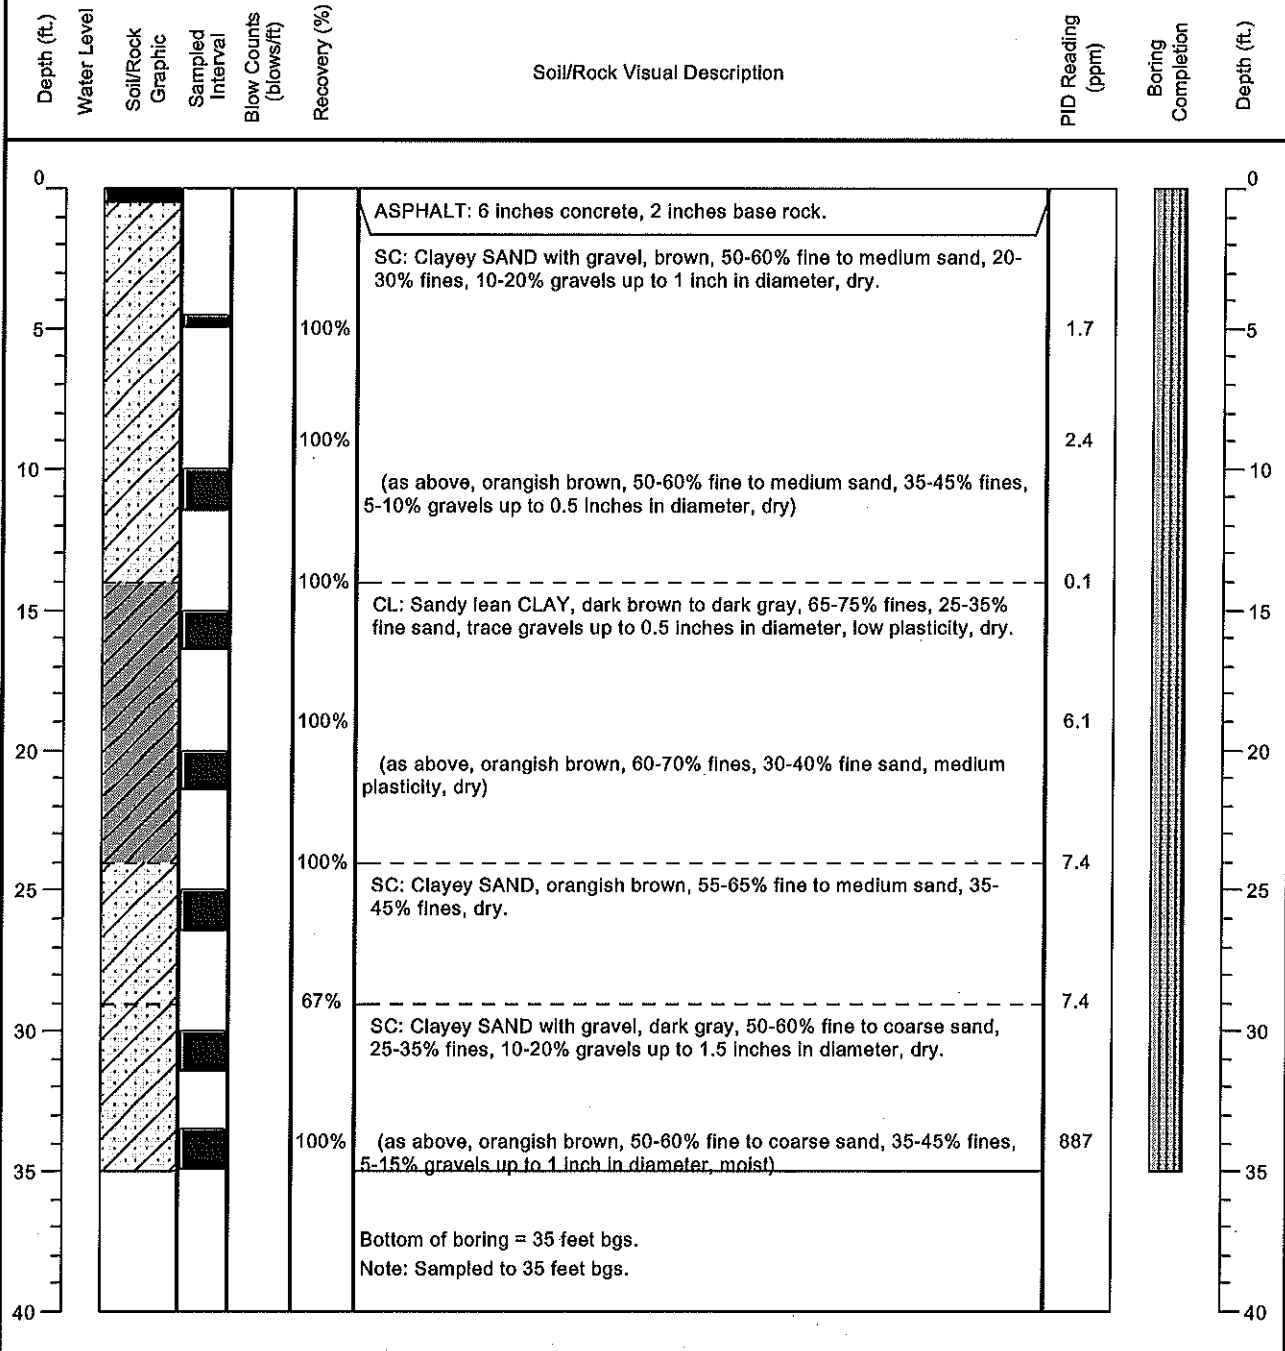 Depth (ft.)
Water Level
Soil/Rock
Graphic
Sampled
Interval
Blow Counts
(blows/ft)
Recovery (%)
Soil/Rock Visual Description
PID Reading
(ppm)
Boring
Completion
Depth (ft.)
0 0
ASPHALT: 6 inches concrete, 2 inches base rock.
SC: Clayey SAND with gravel, brown, 50-60% fine to medium sand, 20-
30% fines, 10-20% gravels up to 1 inch in diameter, dry.
5 100% 1.7 5
100% 2.4
10 10
(as above, orangish brown, 50-60% fine to medium sand, 35-45% fines,
5-10% gravels up to 0.5 inches in diameter, dry)
100% 0.1
CL: Sandy lean CLAY, dark brown to dark gray, 65-75% fines, 25-35%
15 15
fine sand, trace gravels up to 0.5 inches in diameter, low plasticity, dry.
100% 6.1
20 20
(as above, orangish brown, 60-70% fines, 30-40% fine sand, medium
plasticity, dry)
100% 7.4
SC: Clayey SAND, orangish brown, 55-65% fine to medium sand, 35-
25 25
45% fines, dry.
67% 7.4
SC: Clayey SAND with gravel, dark gray, 50-60% fine to coarse sand,
30 30
25-35% fines, 10-20% gravels up to 1.5 inches in diameter, dry.
100% (as above, orangish brown, 50-60% fine to coarse sand, 35-45% fines, 887
5-15% gravels up to 1 inch in diameter, moist)
35 35
Bottom of boring = 35 feet bgs.
Note: Sampled to 35 feet bgs.
40 40